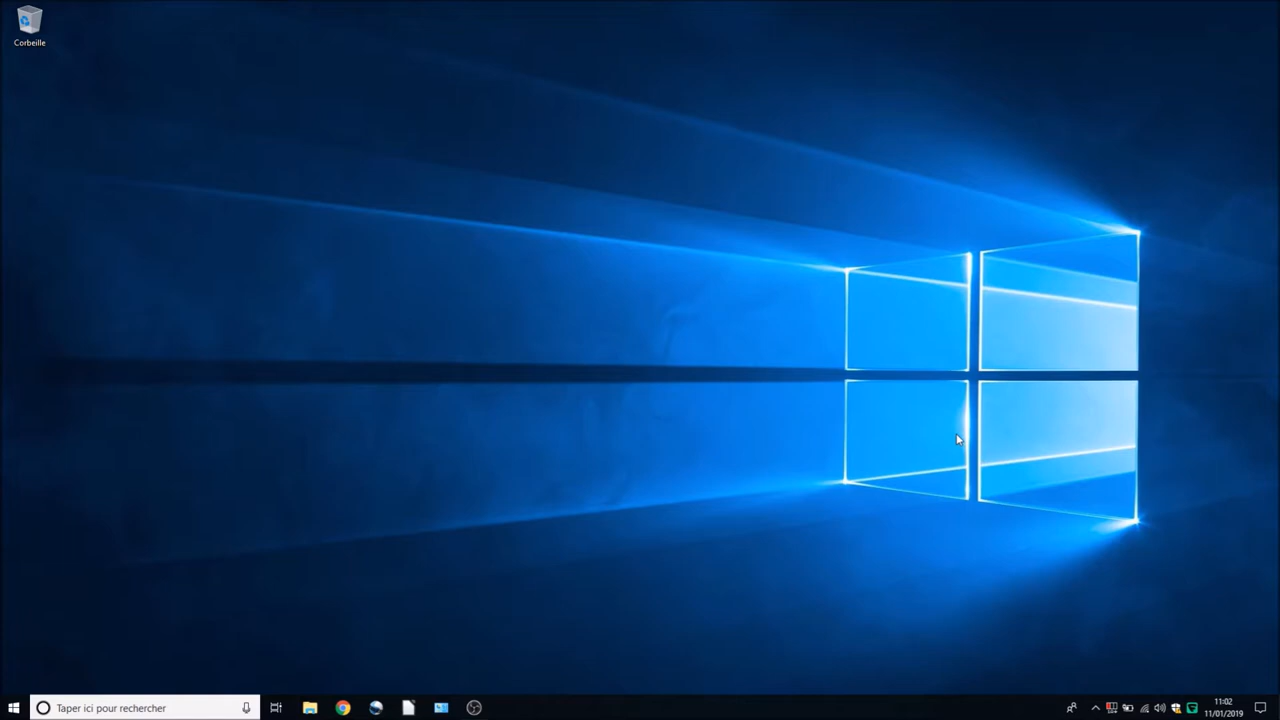 Corbeille
Taper ici pour rechercher
11:02
11/01/2019